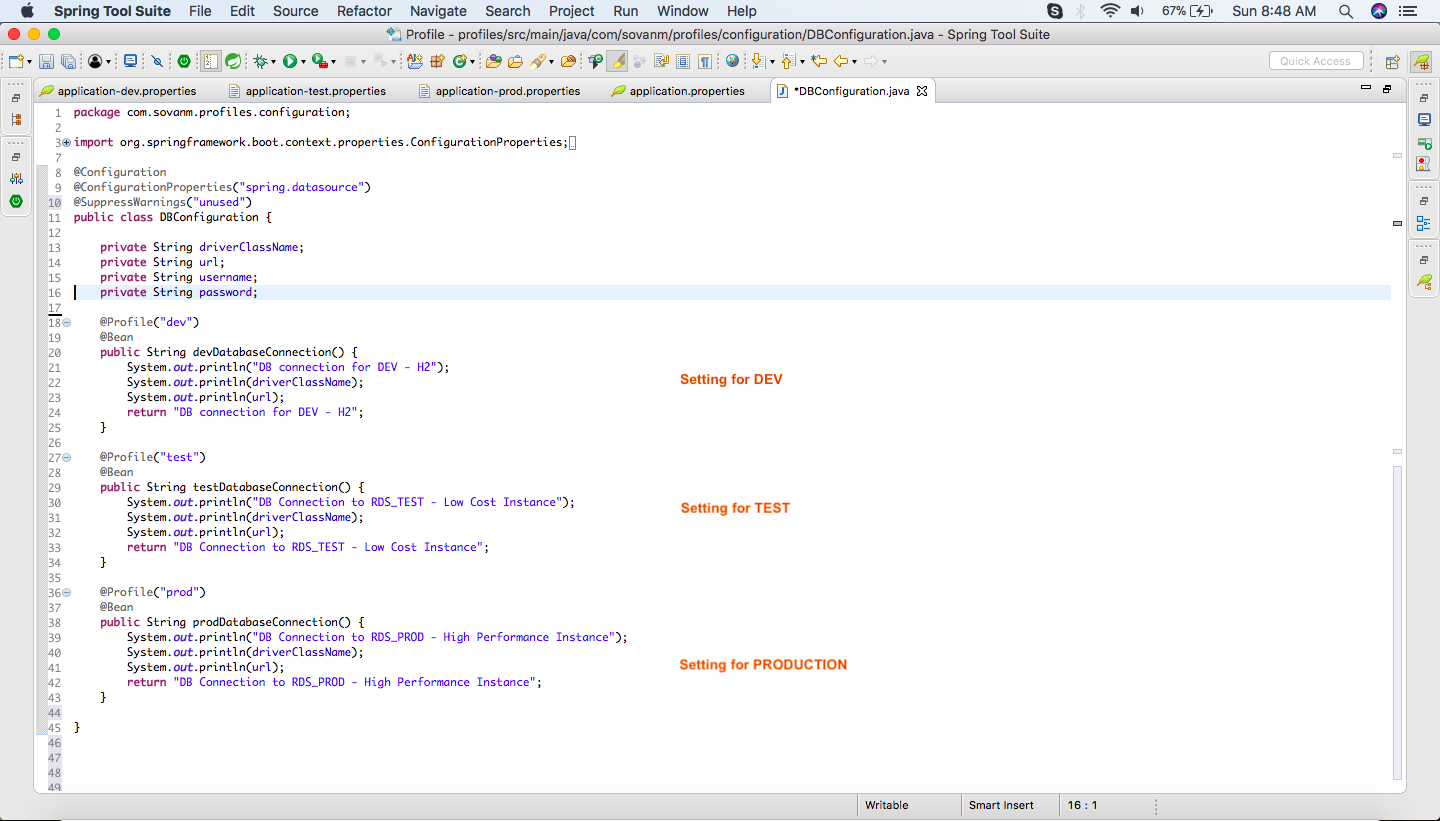 Spring Tool Suite File Edit Source Refactor Navigate Search Project Run Window Help 67% Sun 8:48 AM
Profile - profiles/src/main/java/com/sovanm/profiles/configuration/DBConfiguration.java - Spring Tool Suite
Quick Access
application-dev.properties application-test.properties application-prod.properties application.properties *DBConfiguration.java
1 package com.sovanm.profiles.configuration;
2
3 import org.springframework.boot.context.properties.ConfigurationProperties;
7
8 @Configuration
9 @ConfigurationProperties("spring.datasource")
10 @SuppressWarnings("unused")
11 public class DBConfiguration {
12
13 private String driverClassName;
14 private String url;
15 private String username;
16 private String password;
17
18 @Profile("dev")
19 @Bean
20 public String devDatabaseConnection() {
21 System.out.println("DB connection for DEV - H2");
Setting for DEV
22 System.out.println(driverClassName);
23 System.out.println(url);
24 return "DB connection for DEV - H2";
25 }
26
27 @Profile("test")
28 @Bean
29 public String testDatabaseConnection() {
30 System.out.println("DB Connection to RDS_TEST - Low Cost Instance");
Setting for TEST
31 System.out.println(driverClassName);
32 System.out.println(url);
33 return "DB Connection to RDS_TEST - Low Cost Instance";
34 }
35
36 @Profile("prod")
37 @Bean
38 public String prodDatabaseConnection() {
39 System.out.println("DB Connection to RDS_PROD - High Performance Instance");
40 System.out.println(driverClassName);
41 System.out.println(url);
Setting for PRODUCTION
42 return "DB Connection to RDS_PROD - High Performance Instance";
43 }
44
45 }
46
47
48
49
Writable Smart Insert 16 : 1